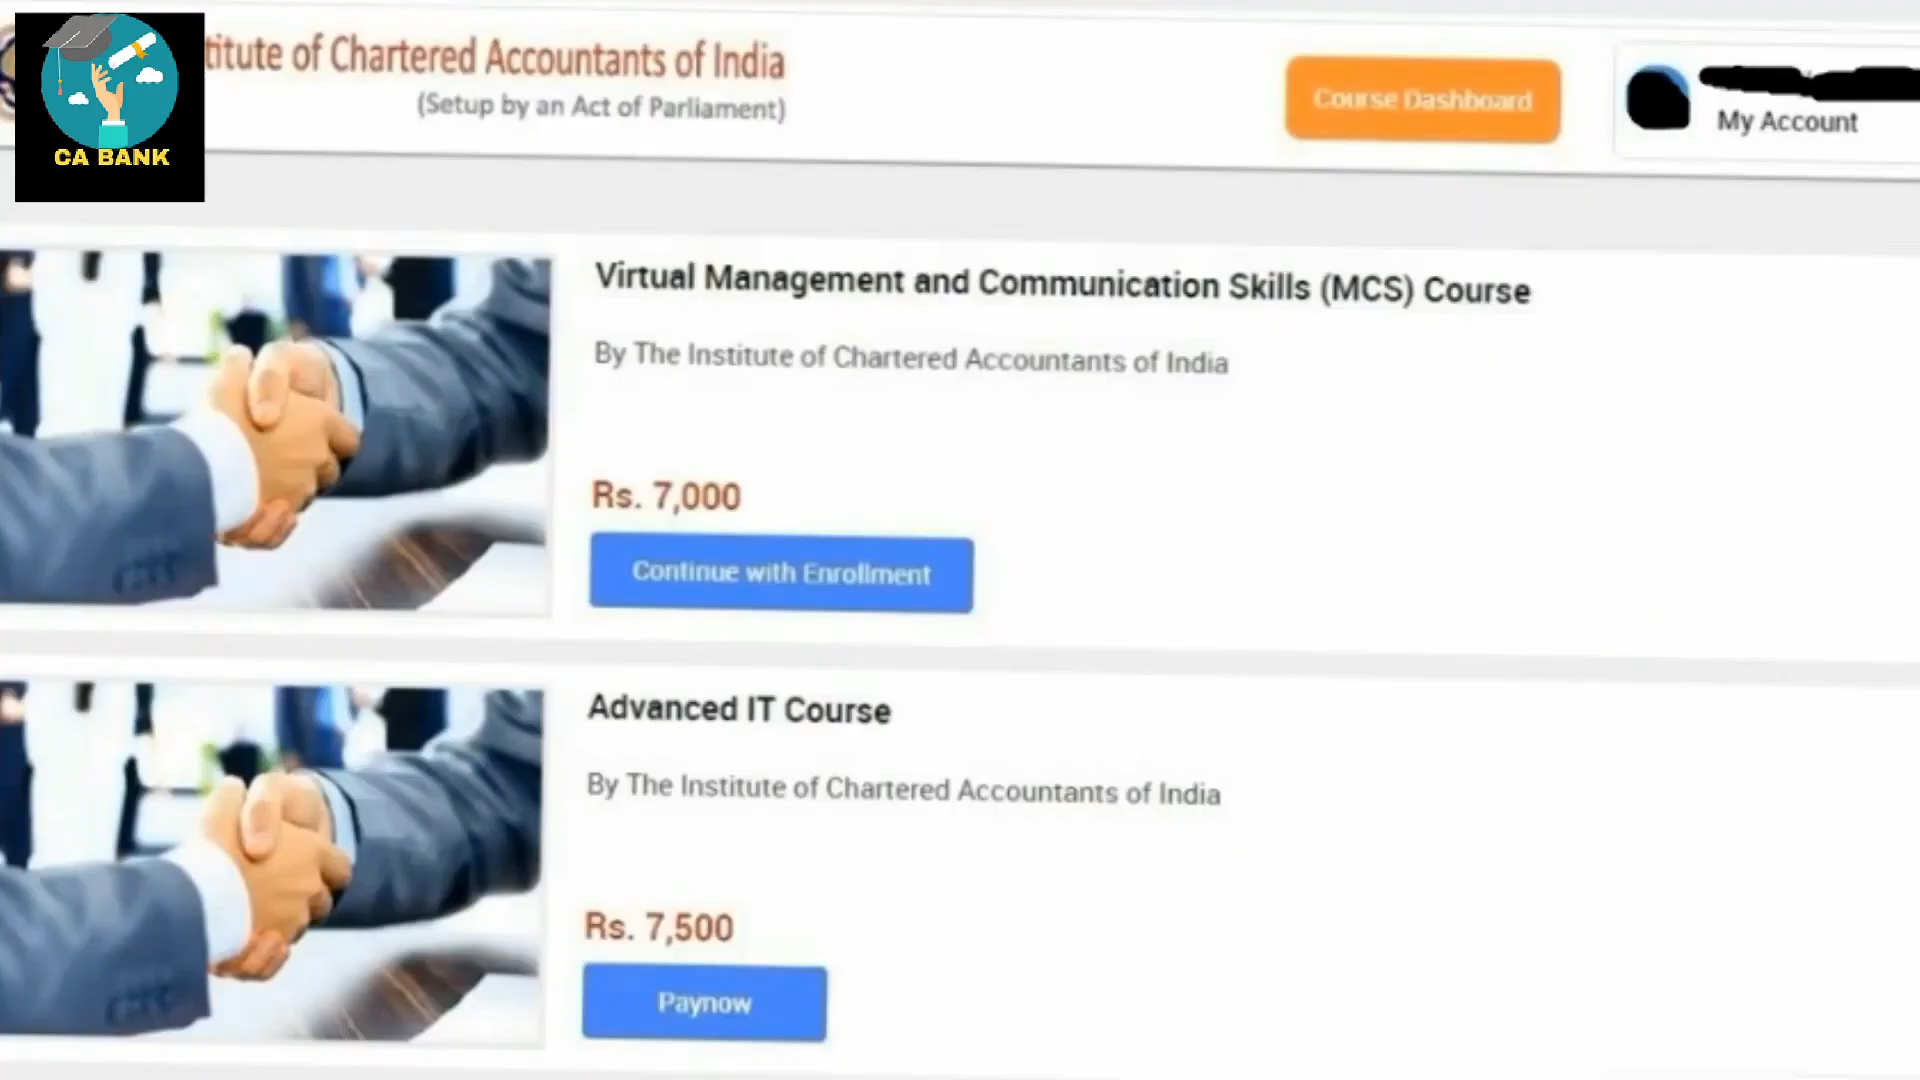 CA BANK
titute of Chartered Accountants of India
(Setup by an Act of Parliament)
Course Dashboard
My Account
Virtual Management and Communication Skills (MCS) Course
By The Institute of Chartered Accountants of India
Rs. 7,000
Continue with Enrollment
Advanced IT Course
By The Institute of Chartered Accountants of India
Rs. 7,500
Paynow